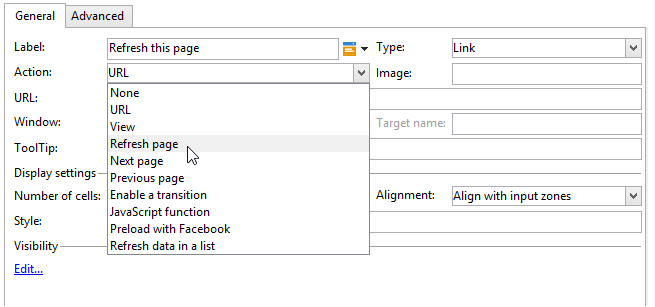 General Advanced
Label: Refresh this page Type: Link
Action: URL Image:
URL: None
URL
Window: View Target name:
Refresh page
ToolTip:
Next page
Display settings Previous page
Number of cells: Enable a transition Alignment: Align with input zones
JavaScript function
Style:
Preload with Facebook
Visibility Refresh data in a list
Edit...